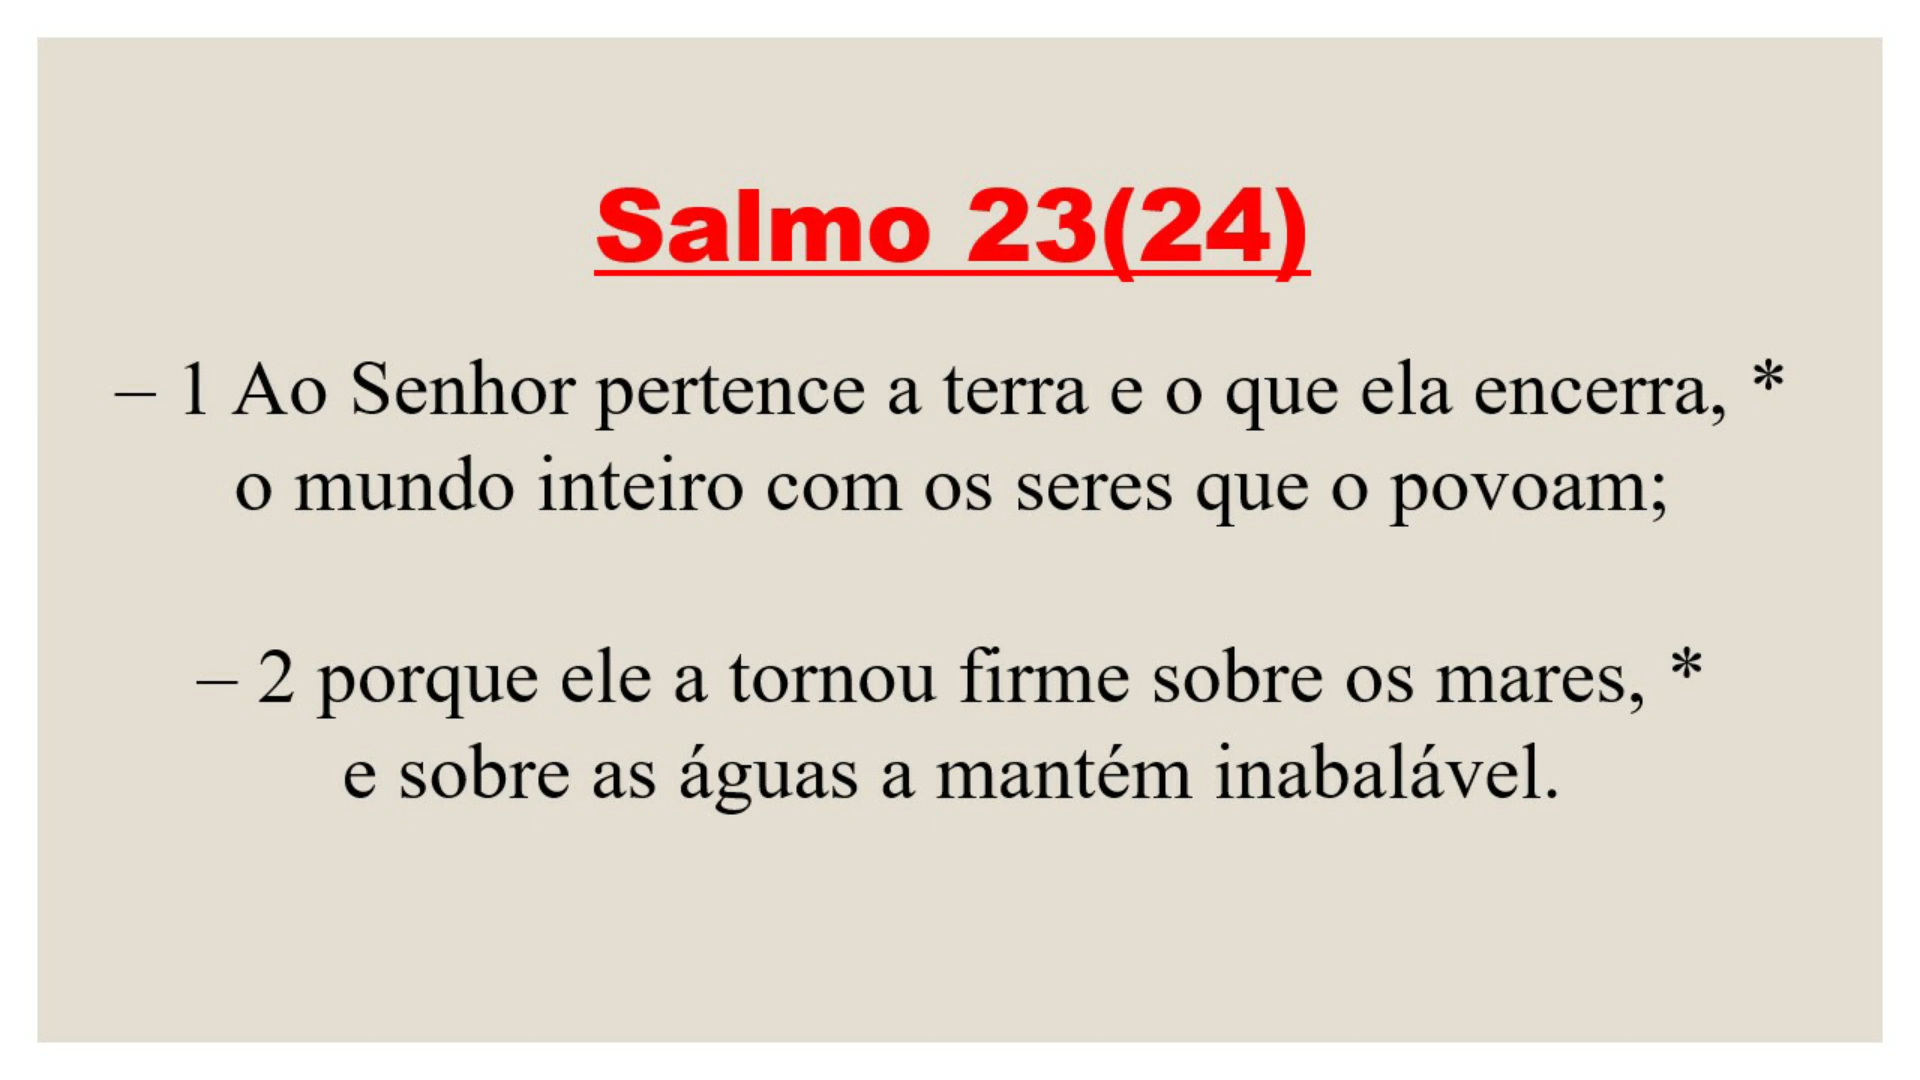 Salmo 23(24)
– 1 Ao Senhor pertence a terra e o que ela encerra, *
o mundo inteiro com os seres que o povoam;
– 2 porque ele a tornou firme sobre os mares, *
e sobre as águas a mantém inabalável.